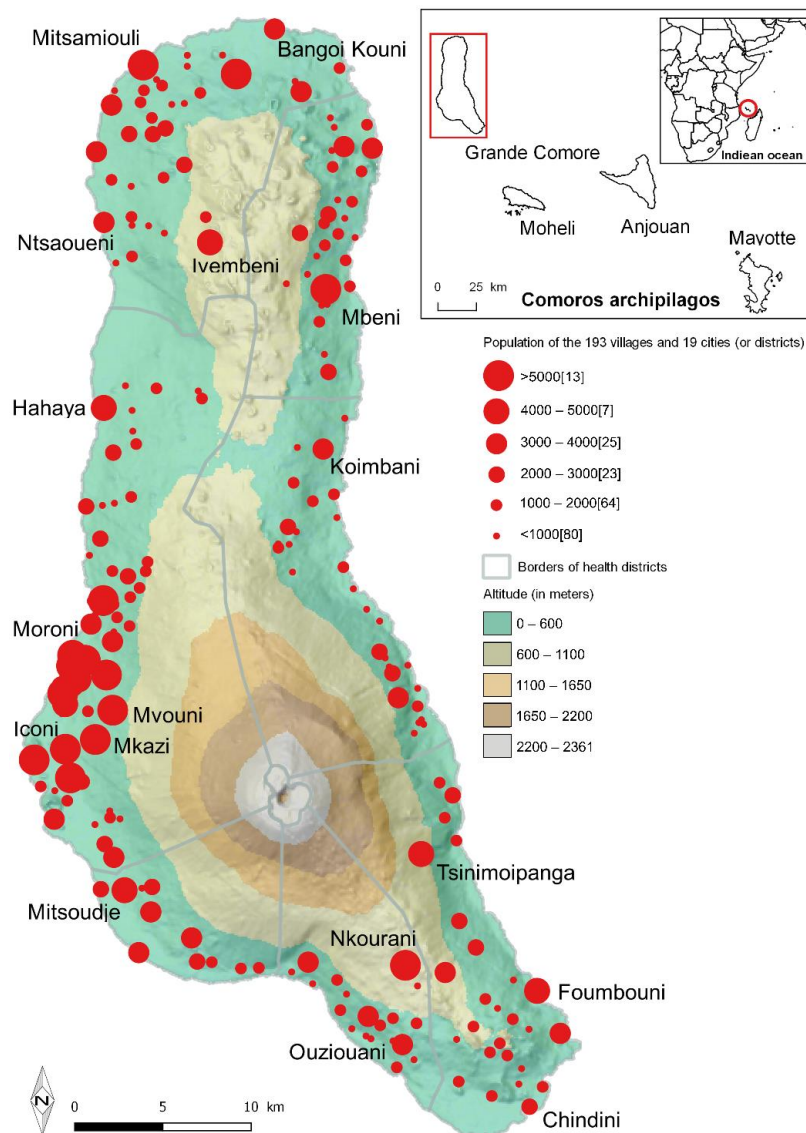 Mitsamiouli
Bangoi Kouni
Ntsaoueni
Ivembeni
Mbeni
Hahaya
Koimbani
Moroni
Mvouni
Iconi
Mkazi
Tsinimoipanga
Mitsoudje
Nkourani
Foumbouni
Ouziouani
Chindini
N
0 5 10 km
Indiean ocean
Grande Comore
Moheli
Anjouan
Mavotte
0 25 km
Comoros archipilagos
Population of the 193 villages and 19 cities (or districts)
>5000[13]
4000 – 5000[7]
3000 – 4000[25]
2000 – 3000[23]
1000 – 2000[64]
<1000[80]
Borders of health districts
Altitude (in meters)
0 – 600
600 – 1100
1100 – 1650
1650 – 2200
2200 – 2361